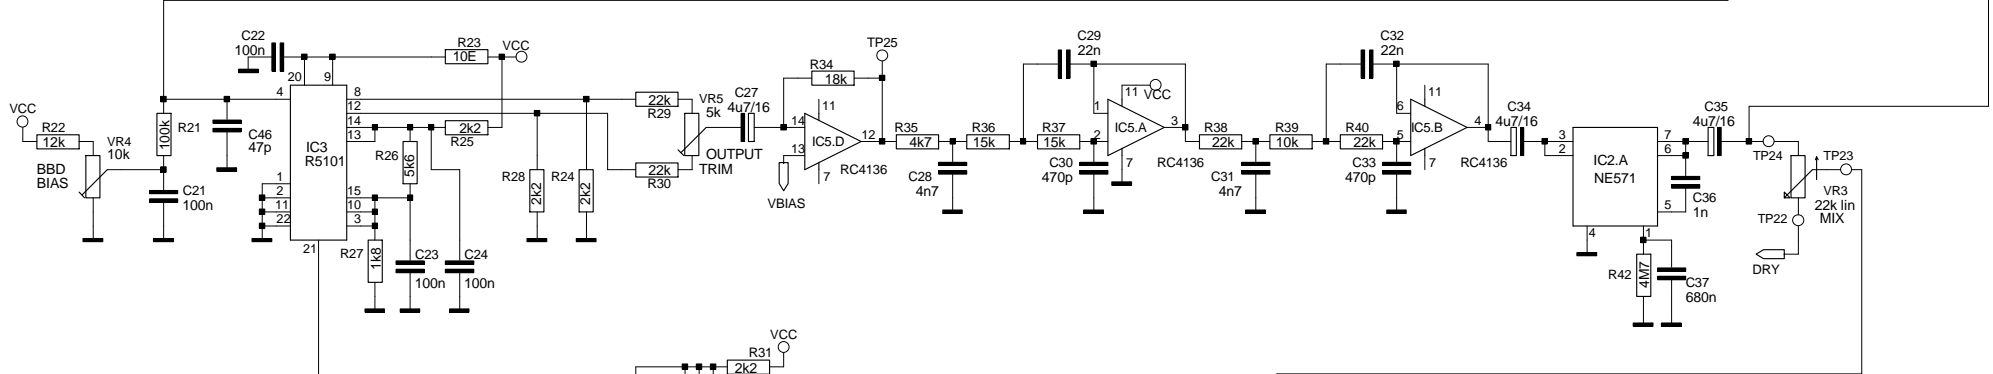 C22
100n
R23
10E
VCC
20
9
4
8
12
14
13
VCC
R22
12k
VR4
10k
BBD
BIAS
100k
R21
C46
47p
C21
100n
IC3
R5101
1
2
11
22
15
10
3
21
R26
5k6
2k2
R25
R27
1k8
C23
100n
C24
100n
R28
2k2
R24
2k2
22k
R29
22k
R30
VR5
5k
OUTPUT
TRIM
C27
4u7/16
R34
18k
TP25
14
13
11
7
12
IC5.D
RC4136
VBIAS
R35
4k7
R36
15k
R37
15k
C28
4n7
C29
22n
C30
470p
1
2
11
VCC
7
3
IC5.A
RC4136
R38
22k
R39
10k
R40
22k
C31
4n7
C32
22n
C33
470p
6
5
11
7
4
IC5.B
RC4136
C34
4u7/16
3
2
IC2.A
NE571
7
6
5
4
1
C35
4u7/16
C36
1n
R42
4M7
C37
680n
TP24
TP23
TP22
VR3
22k lin
MIX
DRY
VCC
R31
2k2